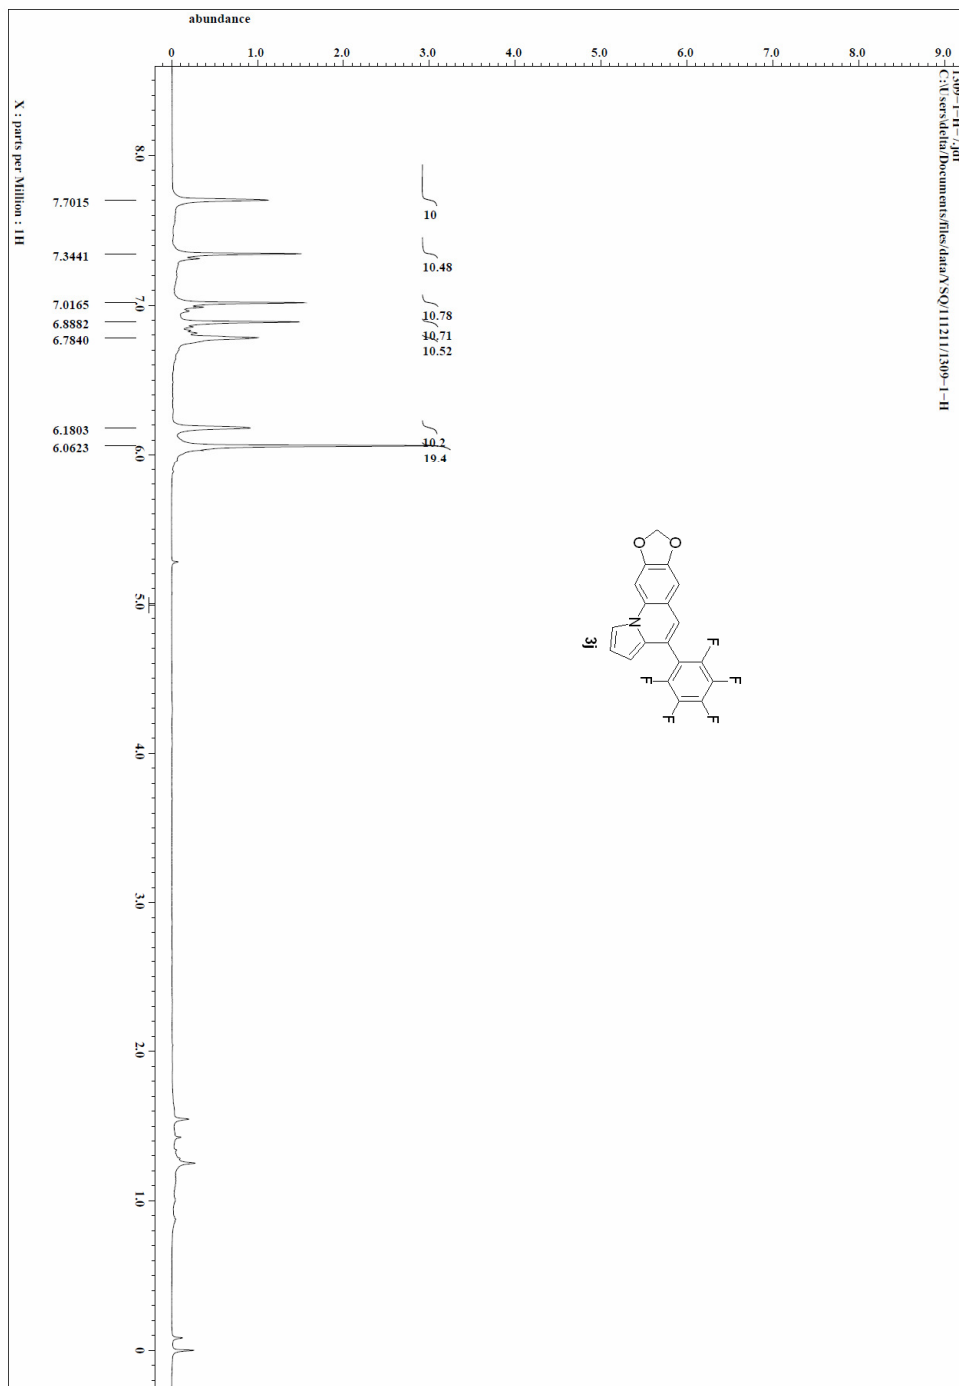 abundance
0 1.0 2.0 3.0 4.0 5.0 6.0 7.0 8.0 9.0
C:\Users\delta/Documents/files/data/YSQ/111211/1309-1-H
8.0
7.0
6.0
5.0
4.0
3.0
2.0
1.0
0
X : parts per Million : 1H
7.7015
7.3441
7.0165
6.8882
6.7840
6.1803
6.0623
10
10.48
10.78
10.71
10.52
10.2
19.4
O O
N
F
F F
F F
3j